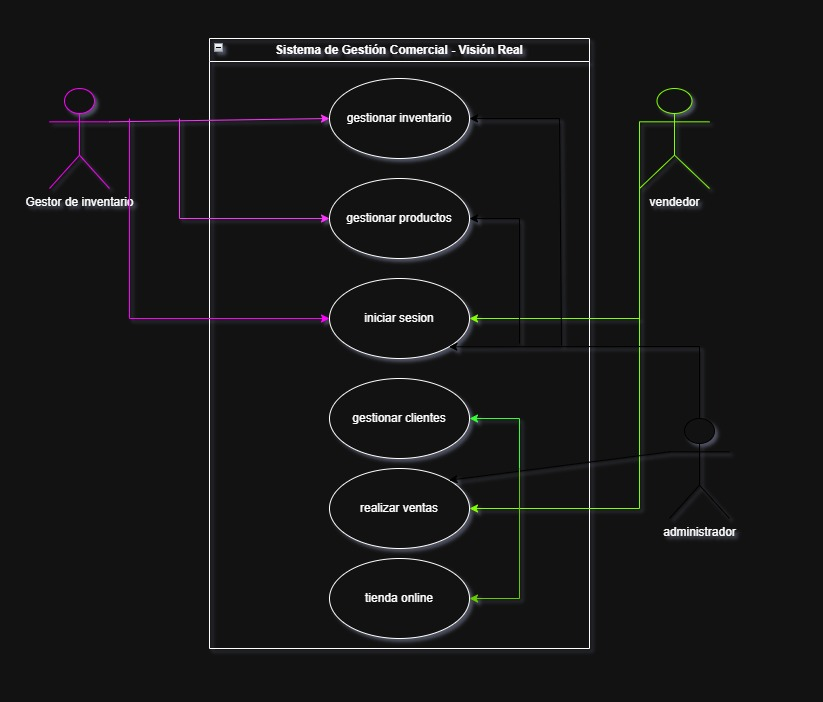 Sistema de Gestión Comercial - Visión Real
gestionar inventario
Gestor de inventario
vendedor
gestionar productos
iniciar sesion
gestionar clientes
realizar ventas
administrador
tienda online